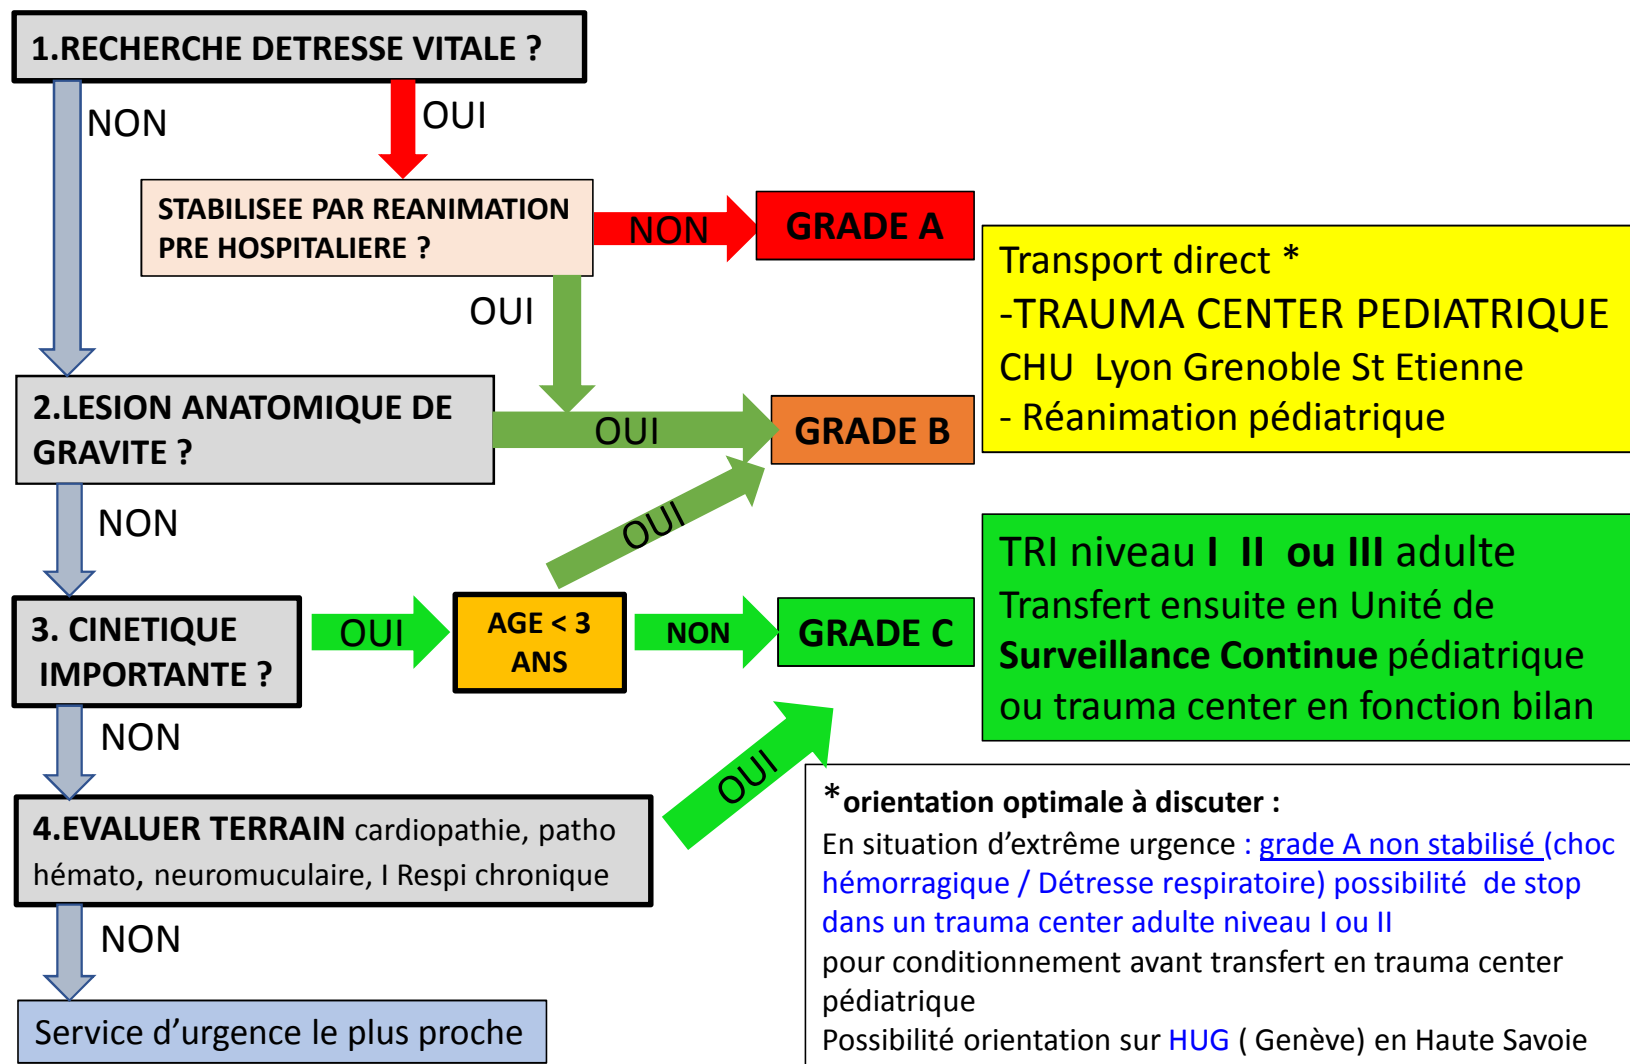 1.RECHERCHE DETRESSE VITALE ?
NON
OUI
STABILISEE PAR REANIMATION
PRE HOSPITALIERE ?
NON
GRADE A
OUI
Transport direct *
-TRAUMA CENTER PEDIATRIQUE
CHU Lyon Grenoble St Etienne
- Réanimation pédiatrique
2.LESION ANATOMIQUE DE
GRAVITE ?
OUI
GRADE B
NON
OUI
3. CINETIQUE
IMPORTANTE ?
OUI
AGE < 3
ANS
NON
GRADE C
TRI niveau I II ou III adulte
Transfert ensuite en Unité de
Surveillance Continue pédiatrique
ou trauma center en fonction bilan
NON
OUI
4.EVALUER TERRAIN cardiopathie, patho
hémato, neuromuculaire, I Respi chronique
NON
Service d’urgence le plus proche
*orientation optimale à discuter :
En situation d’extrême urgence : grade A non stabilisé (choc
hémorragique / Détresse respiratoire) possibilité de stop
dans un trauma center adulte niveau I ou II
pour conditionnement avant transfert en trauma center
pédiatrique
Possibilité orientation sur HUG ( Genève) en Haute Savoie